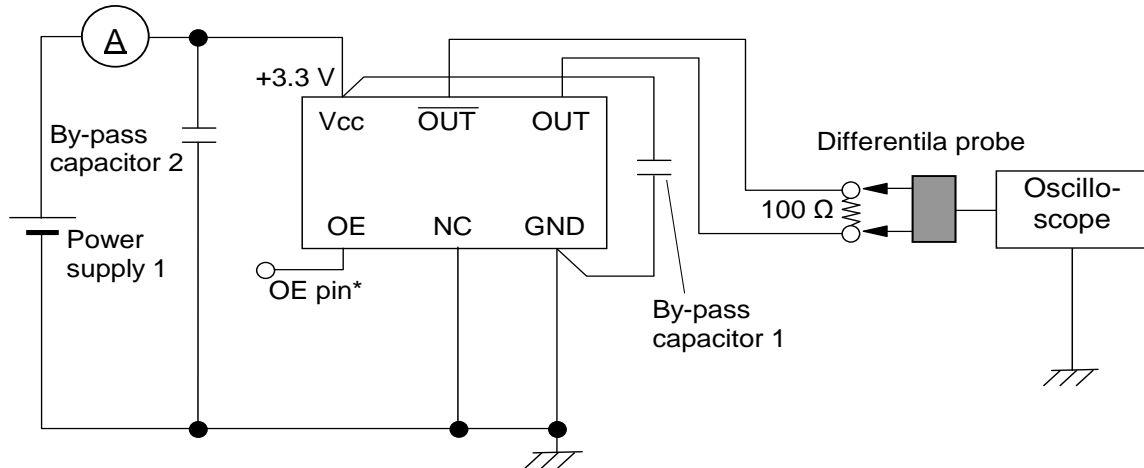 A
+3.3 V
Vcc
OUT
OUT
By-pass
capacitor 2
Differentila probe
Oscillo-
scope
100 Ω
OE
NC
GND
Power
supply 1
OE pin*
By-pass
capacitor 1